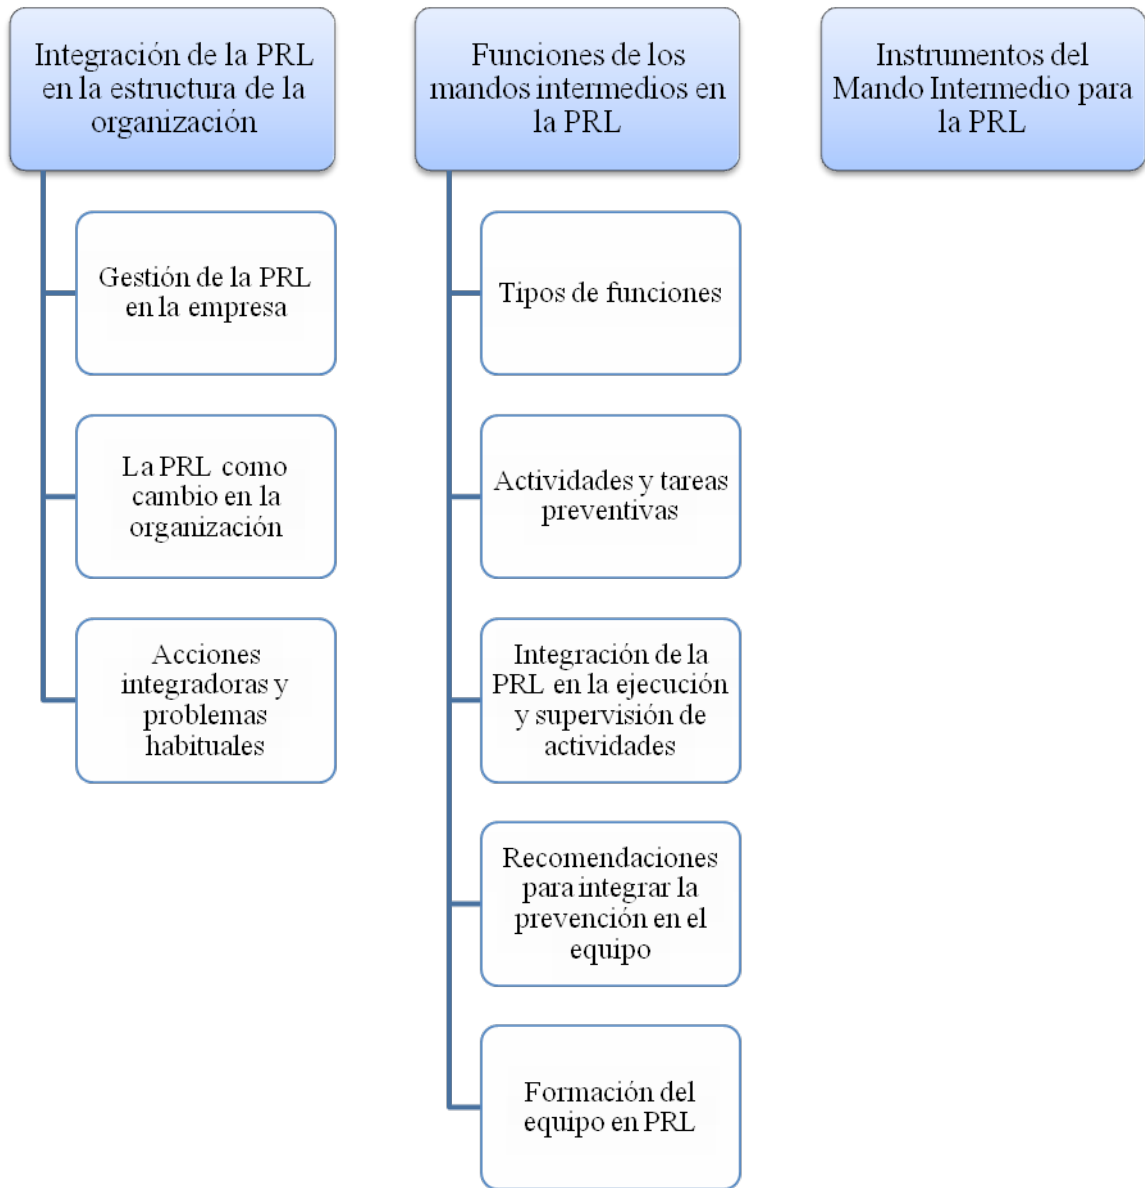 Integración de la PRL
en la estructura de la
organización
Gestión de la PRL
en la empresa
La PRL como
cambio en la
organización
Acciones
integradoras y
problemas
habituales
Funciones de los
mandos intermedios en
la PRL
Tipos de funciones
Actividades y tareas
preventivas
Integración de la
PRL en la ejecución
y supervisión de
actividades
Recomendaciones
para integrar la
prevención en el
equipo
Formación del
equipo en PRL
Instrumentos del
Mando Intermedio para
la PRL